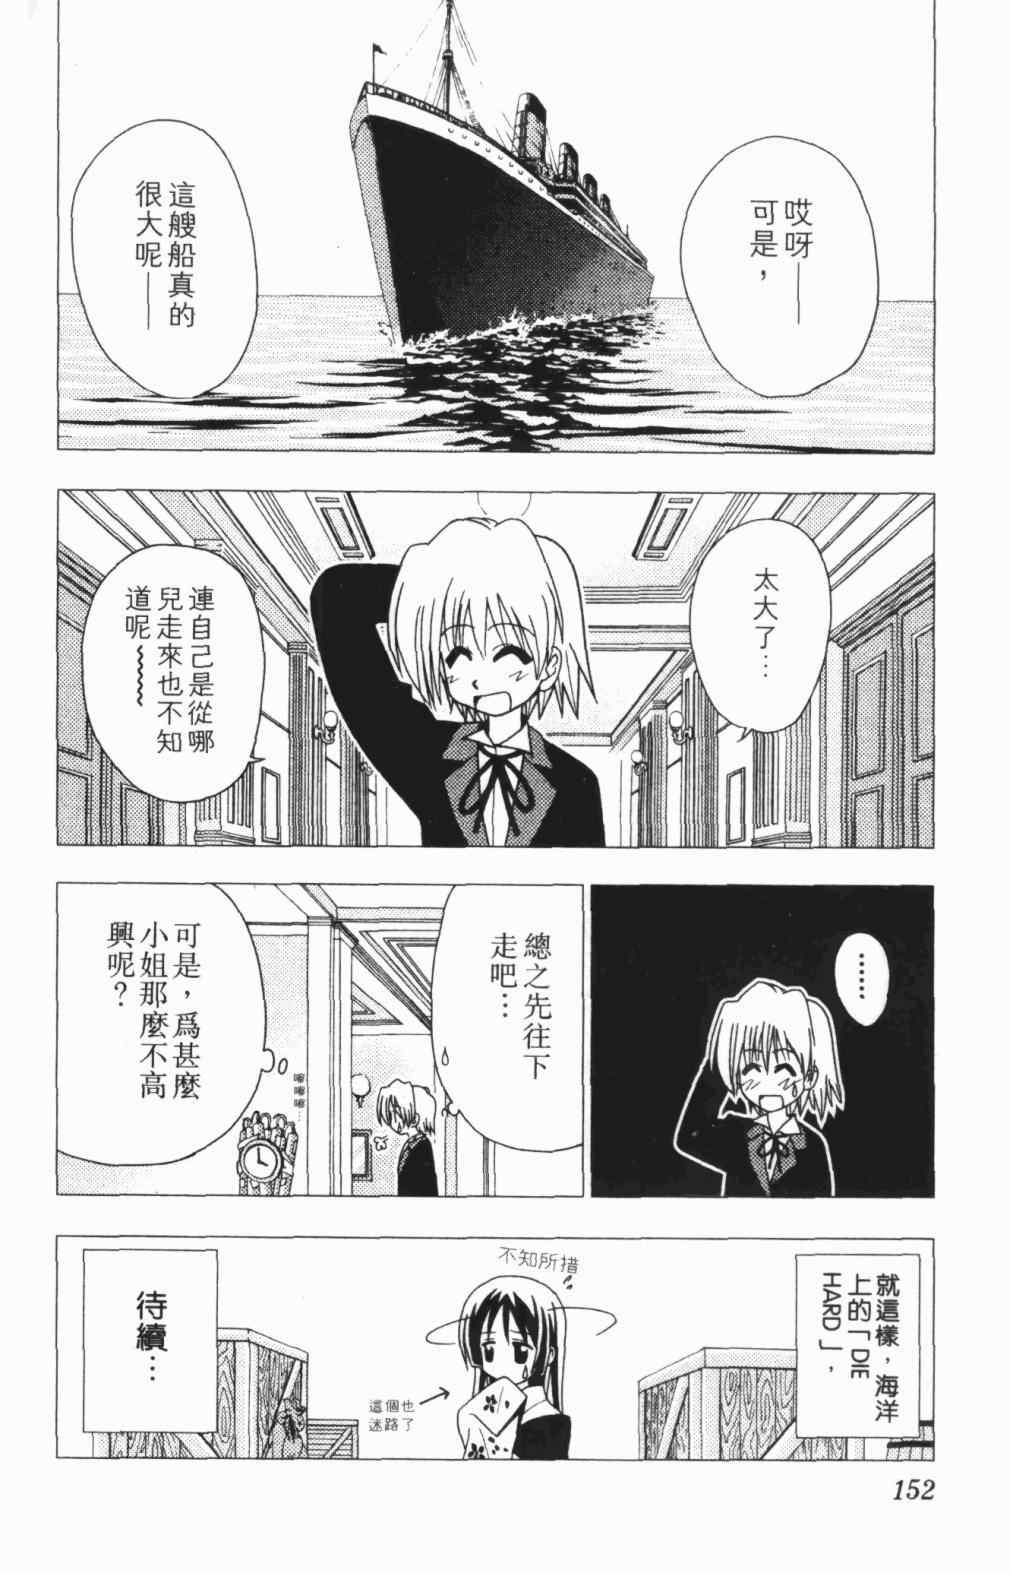 哎呀——
可是，
這艘船真的
很大呢——
太大了…
連自己是從哪
兒走來也不知
道呢～～～
……
總之先往下
走吧…
可是，爲甚麼
小姐那麼不高
興呢？
嚓嚓嚓…
就這樣，海洋
上的「DIE
HARD」，
不知所措
這個也
迷路了
待續…
152